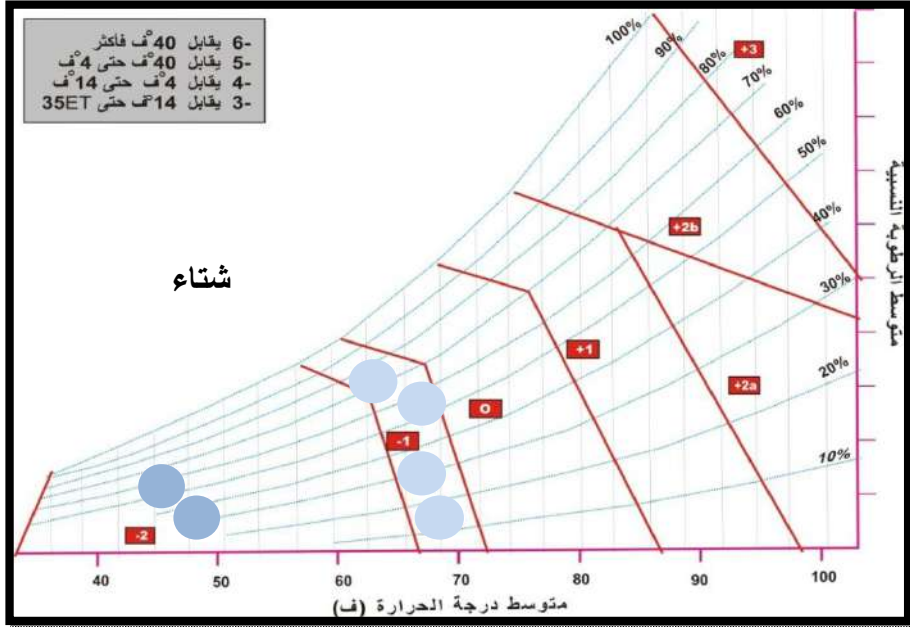 6- يقابل 40°ف فأكثر
5- يقابل 40°ف حتى 4°ف
4- يقابل 4°ف حتى 14°ف
3- يقابل 14°ف حتى 35ET
100%
90%
80%
70%
60%
50%
40%
30%
20%
10%
+3
+2b
+2a
+1
O
-1
-2
شتاء
متوسط الرطوبة النسبية
40 50 60 70 80 90 100
متوسط درجة الحرارة (ف)